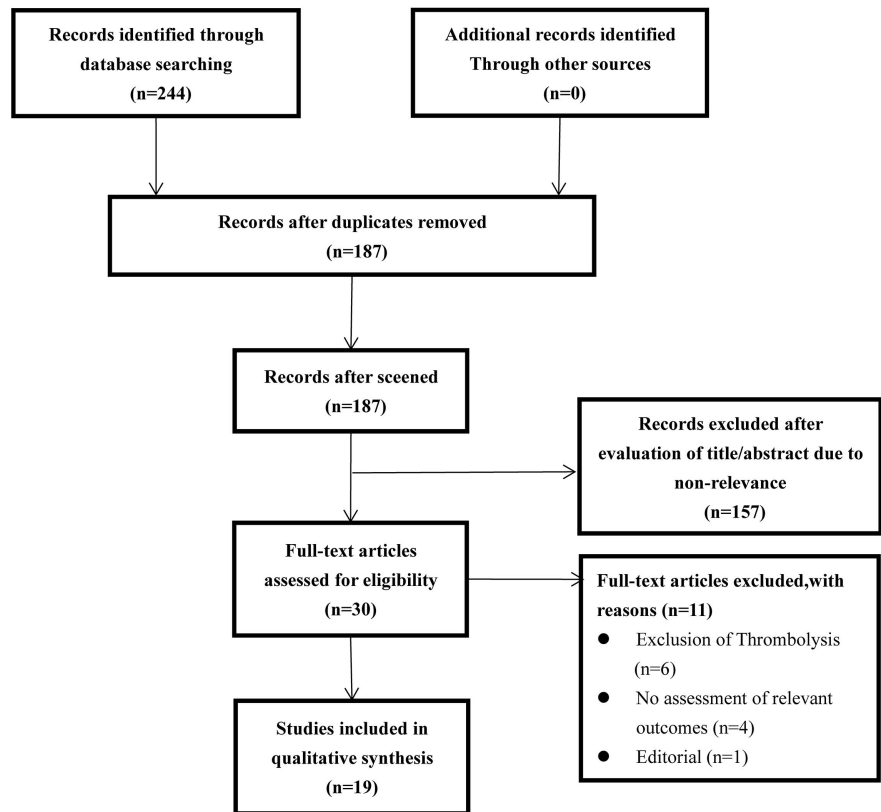 Records identified through
database searching
(n=244)
Additional records identified
Through other sources
(n=0)
Records after duplicates removed
(n=187)
Records after sceened
(n=187)
Records excluded after
evaluation of title/abstract due to
non-relevance
(n=157)
Full-text articles
assessed for eligibility
(n=30)
Full-text articles excluded,with
reasons (n=11)
● Exclusion of Thrombolysis
(n=6)
● No assessment of relevant
outcomes (n=4)
● Editorial (n=1)
Studies included in
qualitative synthesis
(n=19)